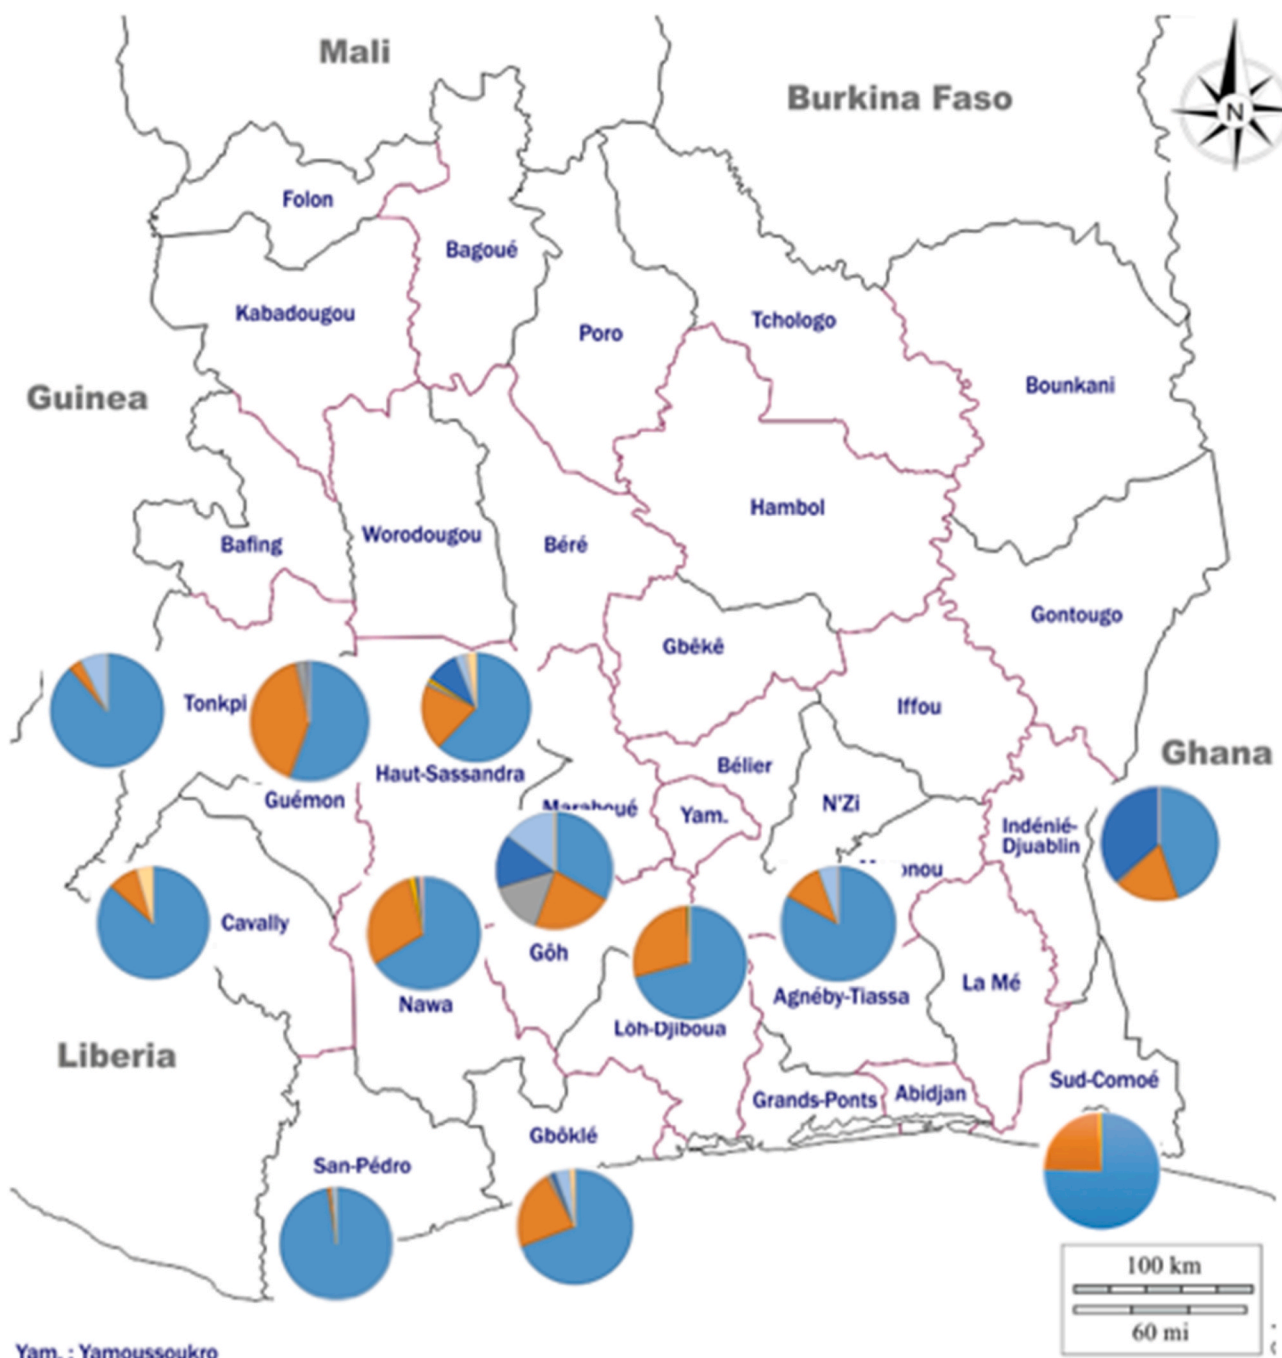 Mali
Burkina Faso
N
Folon
Bagoué
Kabadougou
Poro
Tchologo
Guinea
Bounkani
Hambol
Worodougou
Béré
Bafing
Gontougo
Gbêkê
Tonkpi
Iffou
Ghana
Bélier
Haut-Sassandra
Guémon
N'Zi
Marahoué
Yam.
Indénié-
Djuablin
Cavally
Gôh
La Mé
Nawa
Agnéby-Tiassa
Lôh-Djiboua
Liberia
Sud-Comoé
Grands-Ponts
Abidjan
Gbôklé
San-Pédro
100 km
60 mi
Yam. : Yamoussoukro